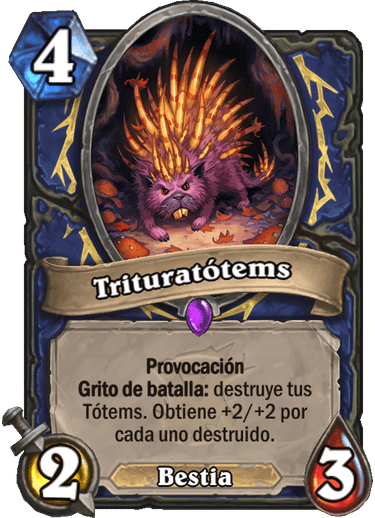 4
Trituratótems
Provocación
Grito de batalla: destruye tus
Tótems. Obtiene +2/+2 por
cada uno destruido.
2
Bestia
3